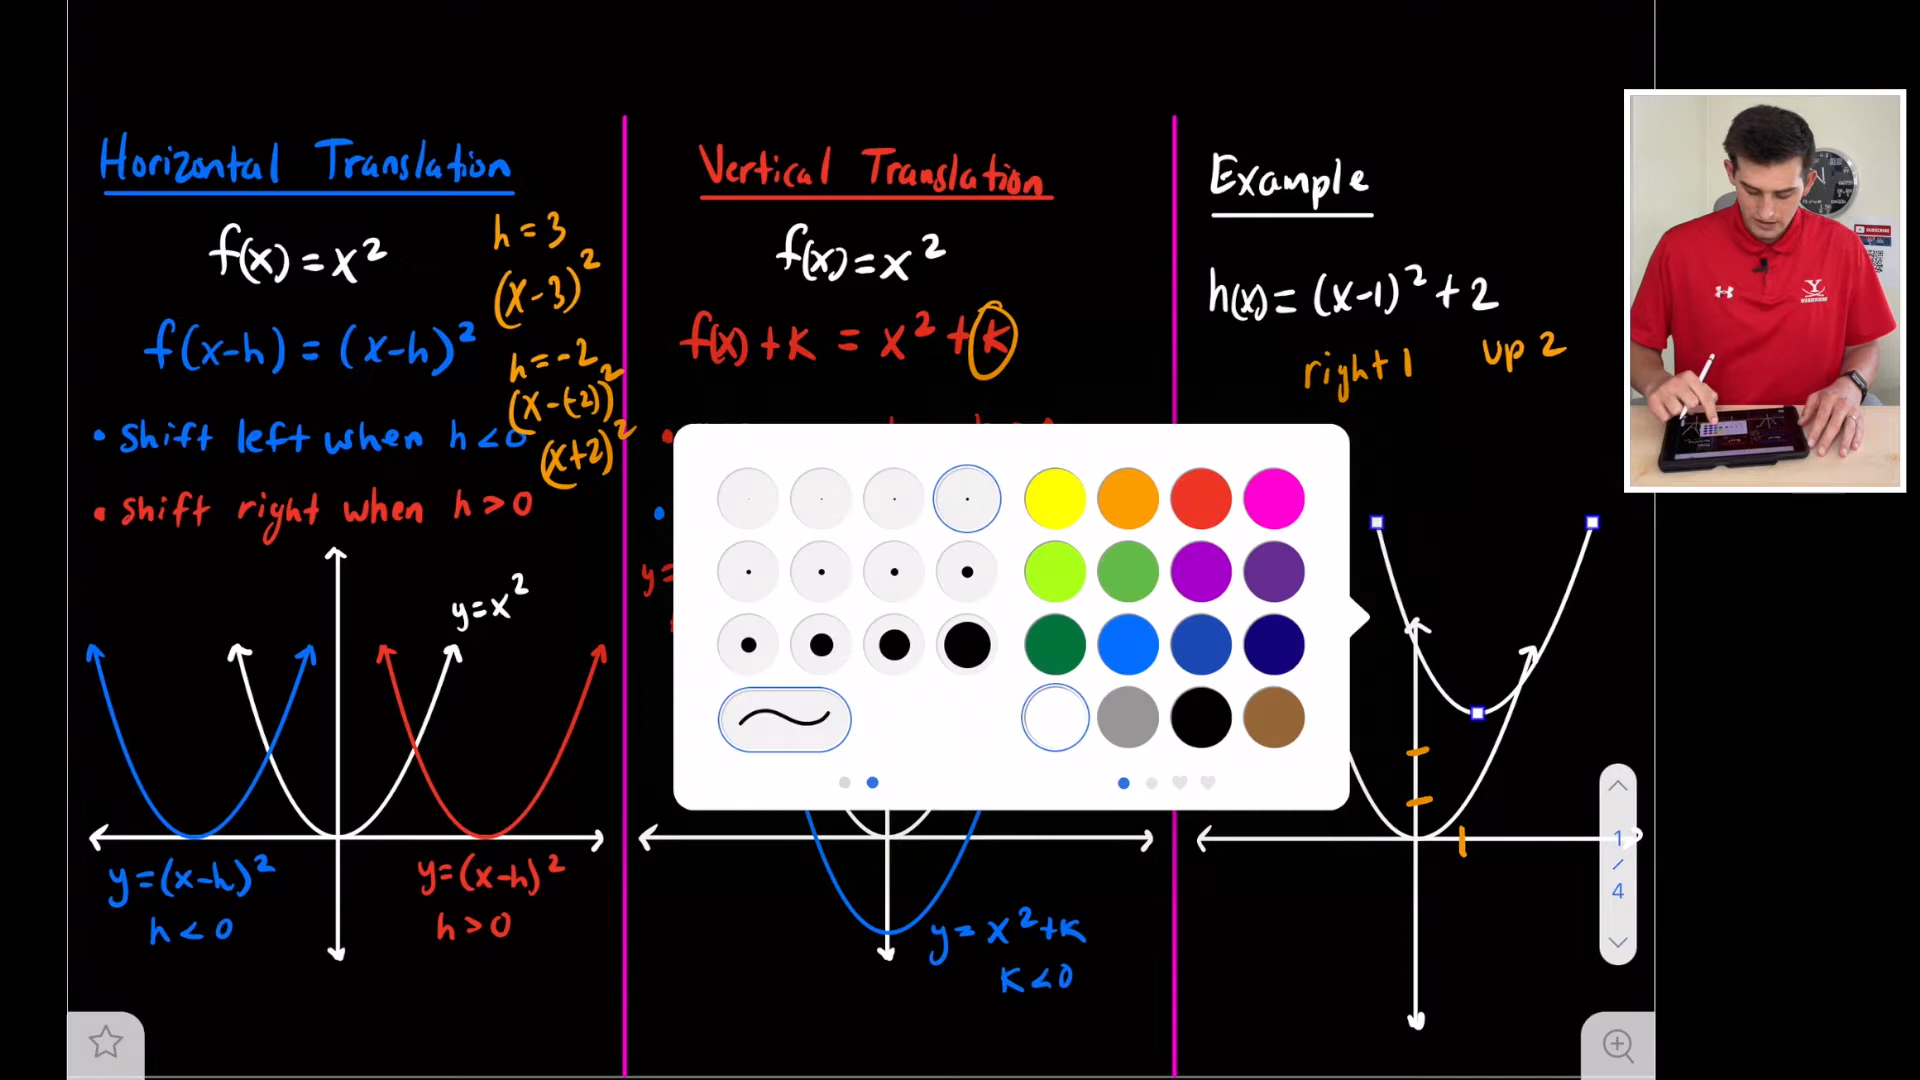 Horizontal Translation
f(x) = x²
h = 3
(x-3)²
f(x-h) = (x-h)²
h = -2
(x-(-2))²
(x+2)²
• shift left when h < 0
• shift right when h > 0
y = x²
y = (x-h)²
h < 0
y = (x-h)²
h > 0
Vertical Translation
f(x) = x²
f(x) + k = x² + k
y =
y = x² + k
k < 0
Example
h(x) = (x-1)² + 2
right 1
up 2
SUBSCRIBE
Y
1
/
4